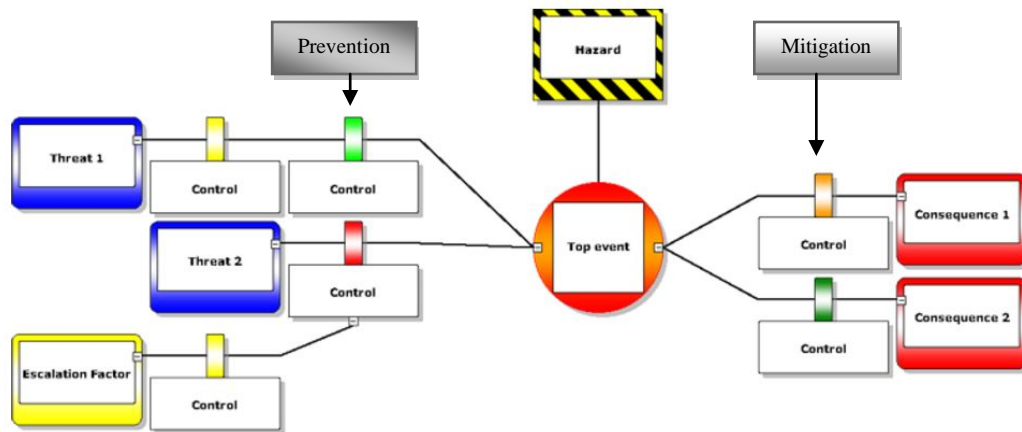 Prevention
Hazard
Mitigation
Threat 1
Control
Control
Consequence 1
Control
Threat 2
Control
Top event
Consequence 2
Control
Escalation Factor
Control